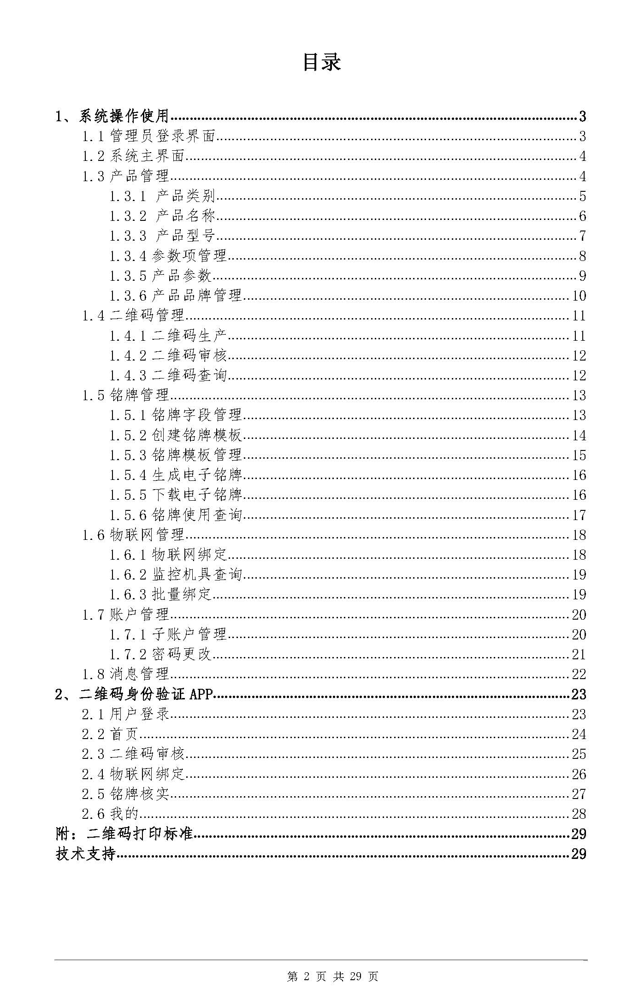 目录
1、系统操作使用........................3
1.1管理员登录界面........................3
1.2系统主界面........................4
1.3产品管理........................4
1.3.1 产品类别........................5
1.3.2 产品名称........................6
1.3.3 产品型号........................7
1.3.4参数项管理........................8
1.3.5产品参数........................9
1.3.6产品品牌管理........................10
1.4二维码管理........................11
1.4.1二维码生产........................11
1.4.2二维码审核........................12
1.4.3二维码查询........................12
1.5铭牌管理........................13
1.5.1铭牌字段管理........................13
1.5.2创建铭牌模板........................14
1.5.3铭牌模板管理........................15
1.5.4生成电子铭牌........................16
1.5.5下载电子铭牌........................16
1.5.6铭牌使用查询........................17
1.6物联网管理........................18
1.6.1物联网绑定........................18
1.6.2监控机具查询........................19
1.6.3批量绑定........................19
1.7账户管理........................20
1.7.1子账户管理........................20
1.7.2密码更改........................21
1.8消息管理........................22
2、二维码身份验证APP........................23
2.1用户登录........................23
2.2首页........................24
2.3二维码审核........................25
2.4物联网绑定........................26
2.5铭牌核实........................27
2.6我的........................28
附：二维码打印标准........................29
技术支持........................29
第 2 页 共 29 页